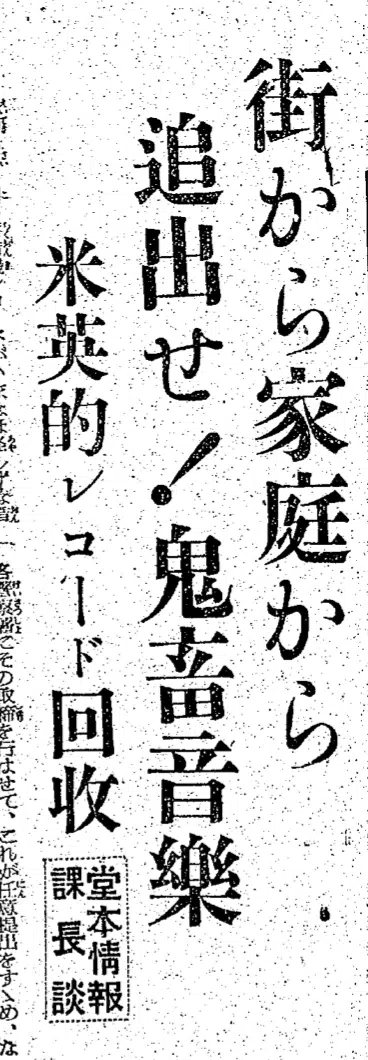 街から家庭から
追出せ!鬼畜音樂
米英的レコード回收
堂本情報
課長談
各警察署にその取締を行はせて、これが任意提出をすゝめ、な